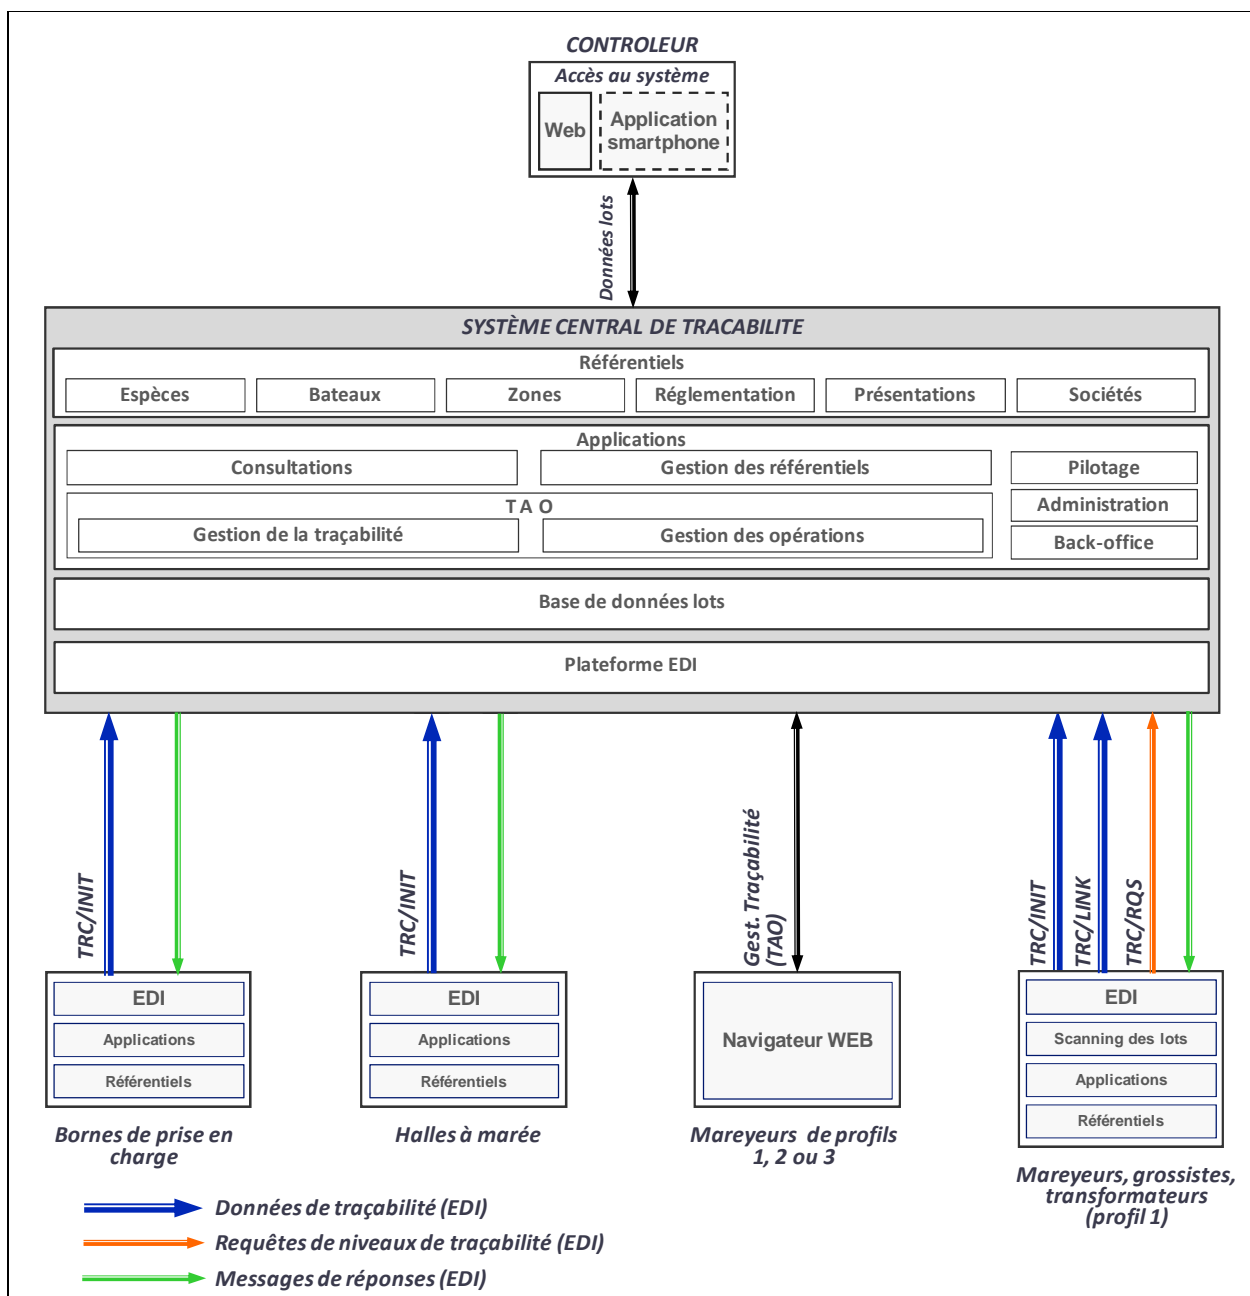 CONTROLEUR
Accès au système
Web
Application
smartphone
Données lots
SYSTÈME CENTRAL DE TRACABILITE
Référentiels
Espèces
Bateaux
Zones
Réglementation
Présentations
Sociétés
Applications
Consultations
Gestion des référentiels
Pilotage
T A O
Administration
Gestion de la traçabilité
Gestion des opérations
Back-office
Base de données lots
Plateforme EDI
TRC/INIT
TRC/INIT
Gest. Traçabilité
(TAO)
TRC/INIT
TRC/LINK
TRC/RQS
EDI
Applications
Référentiels
EDI
Applications
Référentiels
Navigateur WEB
EDI
Scanning des lots
Applications
Référentiels
Bornes de prise en
charge
Halles à marée
Mareyeurs de profils
1, 2 ou 3
Mareyeurs, grossistes,
transformateurs
(profil 1)
Données de traçabilité (EDI)
Requêtes de niveaux de traçabilité (EDI)
Messages de réponses (EDI)